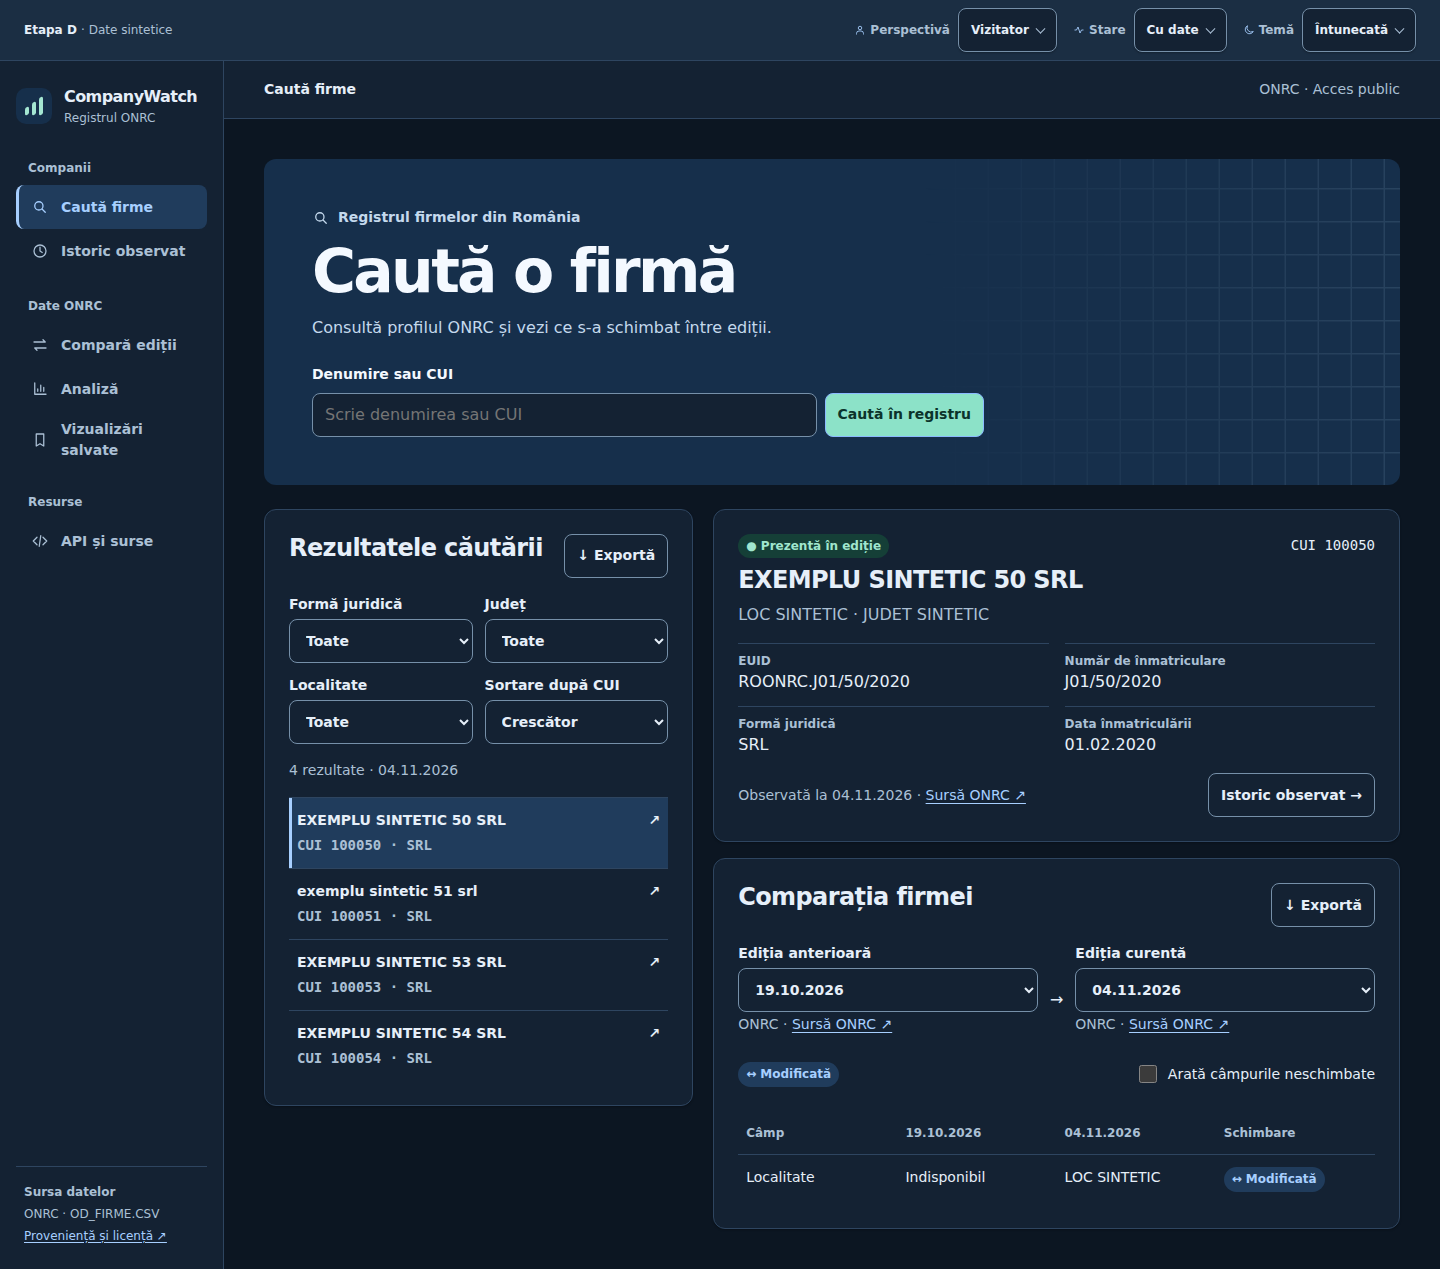 Etapa D · Date sintetice
Perspectivă
Vizitator
Stare
Cu date
Temă
Întunecată
CompanyWatch
Registrul ONRC
Companii
Caută firme
Istoric observat
Date ONRC
Compară ediții
Analiză
Vizualizări
salvate
Resurse
API și surse
Sursa datelor
ONRC · OD_FIRME.CSV
Proveniență și licență ↗
Caută firme
ONRC · Acces public
Registrul firmelor din România
Caută o firmă
Consultă profilul ONRC și vezi ce s-a schimbat între ediții.
Denumire sau CUI
Scrie denumirea sau CUI
Caută în registru
Rezultatele căutării
↓ Exportă
Formă juridică
Județ
Toate
Toate
Localitate
Sortare după CUI
Toate
Crescător
4 rezultate · 04.11.2026
EXEMPLU SINTETIC 50 SRL ↗
CUI 100050 · SRL
exemplu sintetic 51 srl ↗
CUI 100051 · SRL
EXEMPLU SINTETIC 53 SRL ↗
CUI 100053 · SRL
EXEMPLU SINTETIC 54 SRL ↗
CUI 100054 · SRL
● Prezentă în ediție
CUI 100050
EXEMPLU SINTETIC 50 SRL
LOC SINTETIC · JUDET SINTETIC
EUID
ROONRC.J01/50/2020
Număr de înmatriculare
J01/50/2020
Formă juridică
SRL
Data înmatriculării
01.02.2020
Observată la 04.11.2026 · Sursă ONRC ↗
Istoric observat →
Comparația firmei
↓ Exportă
Ediția anterioară
19.10.2026
ONRC · Sursă ONRC ↗
→
Ediția curentă
04.11.2026
ONRC · Sursă ONRC ↗
↔ Modificată
Arată câmpurile neschimbate
Câmp 19.10.2026 04.11.2026 Schimbare
Localitate Indisponibil LOC SINTETIC ↔ Modificată